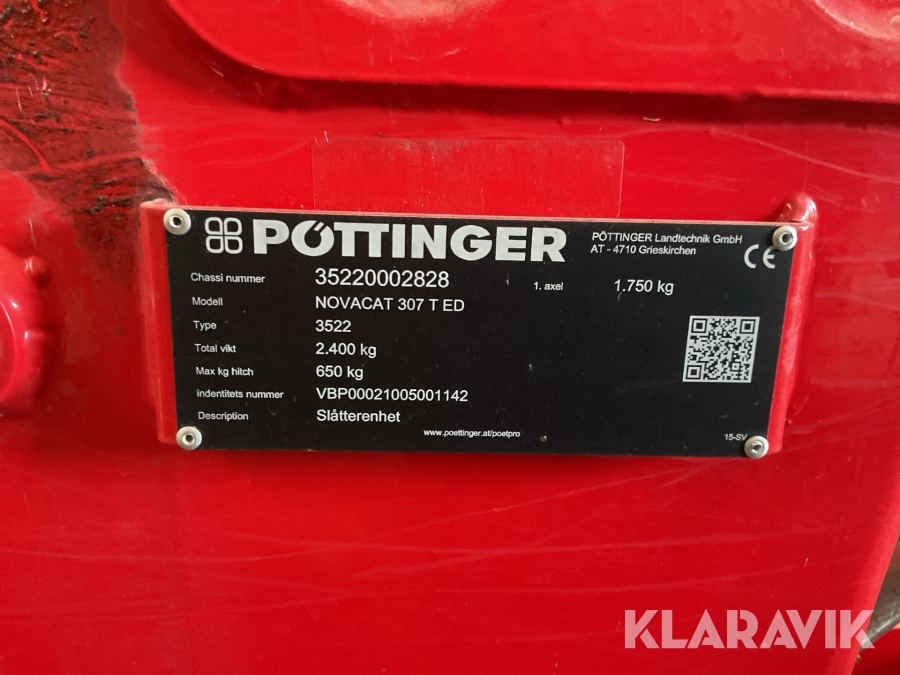 PÖTTINGER
PÖTTINGER Landtechnik GmbH
AT - 4710 Grieskirchen
CE
Chassi nummer 35220002828 1. axel 1.750 kg
Modell NOVACAT 307 T ED
Type 3522
Total vikt 2.400 kg
Max kg hitch 650 kg
indentitets nummer VBP00021005001142
Description Slåtterenhet
www.poettinger.at/poetpro
15-SV
KLARAVIK